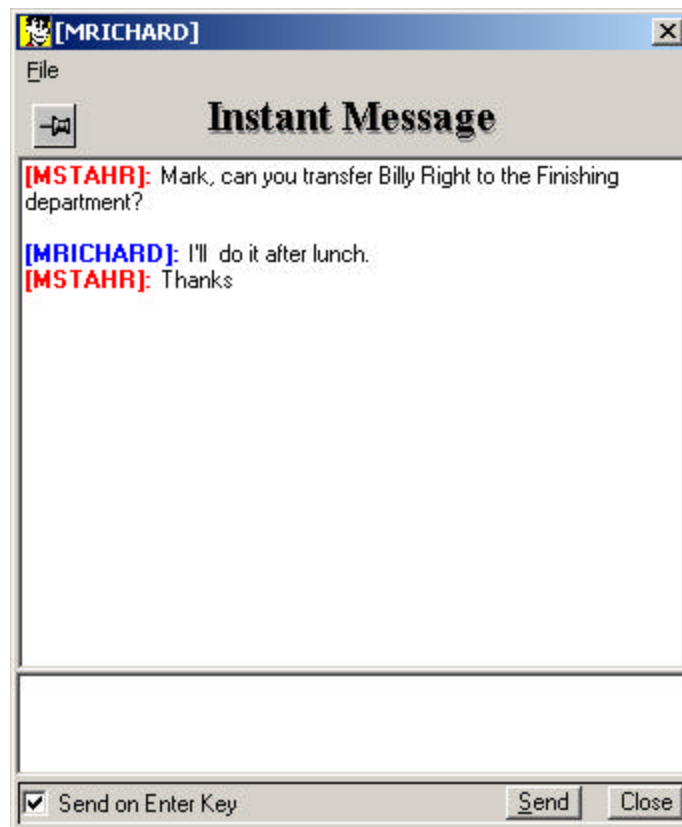 [MRICHARD]
File
Instant Message
[MSTAHR]: Mark, can you transfer Billy Right to the Finishing
department?
[MRICHARD]: I'll  do it after lunch.
[MSTAHR]: Thanks
Send on Enter Key
Send
Close